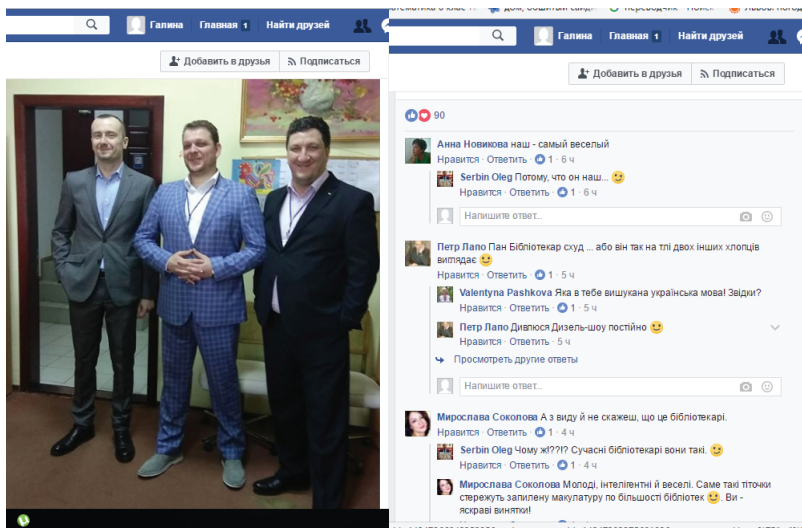 Галина Главная 1 Найти друзей
Добавить в друзья Подписаться
Галина Главная 1 Найти друзей
Добавить в друзья Подписаться
90
Анна Новикова наш - самый веселый
Нравится · Ответить · 1 · 6 ч
Serbin Oleg Потому, что он наш...
Нравится · Ответить · 2 · 6 ч
Напишите ответ...
Петр Лапо Пан Бібліотекар схуд ... або він так на тлі двох інших хлопців
виглядає
Нравится · Ответить · 1 · 5 ч
Valentyna Pashkova Яка в тебе вишукана українська мова! Звідки?
Нравится · Ответить · 1 · 5 ч
Петр Лапо Дивлюся Дизель-шоу постійно
Нравится · Ответить · 5 ч
Просмотреть другие ответы
Напишите ответ...
Мирослава Соколова А з виду й не скажеш, що це бібліотекарі.
Нравится · Ответить · 1 · 4 ч
Serbin Oleg Чому ж!??!? Сучасні бібліотекарі вони такі.
Нравится · Ответить · 1 · 4 ч
Мирослава Соколова Молоді, інтелігентні й веселі. Саме такі тіточки
стережуть запилену макулатуру по більшості бібліотек. Ви -
яскраві винятки!